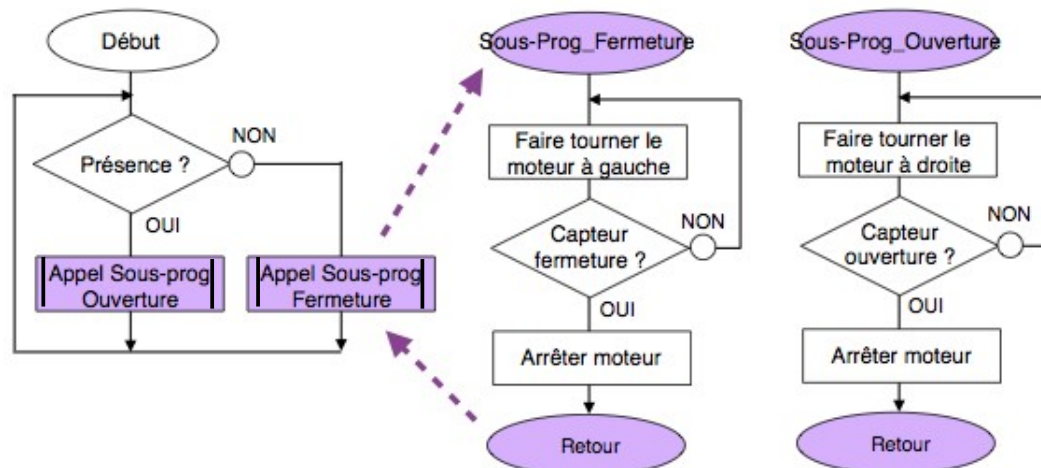 Début
Présence ?
NON
OUI
Appel Sous-prog
Ouverture
Appel Sous-prog
Fermeture
Sous-Prog_Fermeture
Faire tourner le
moteur à gauche
Capteur
fermeture ?
NON
OUI
Arrêter moteur
Retour
Sous-Prog_Ouverture
Faire tourner le
moteur à droite
Capteur
ouverture ?
NON
OUI
Arrêter moteur
Retour